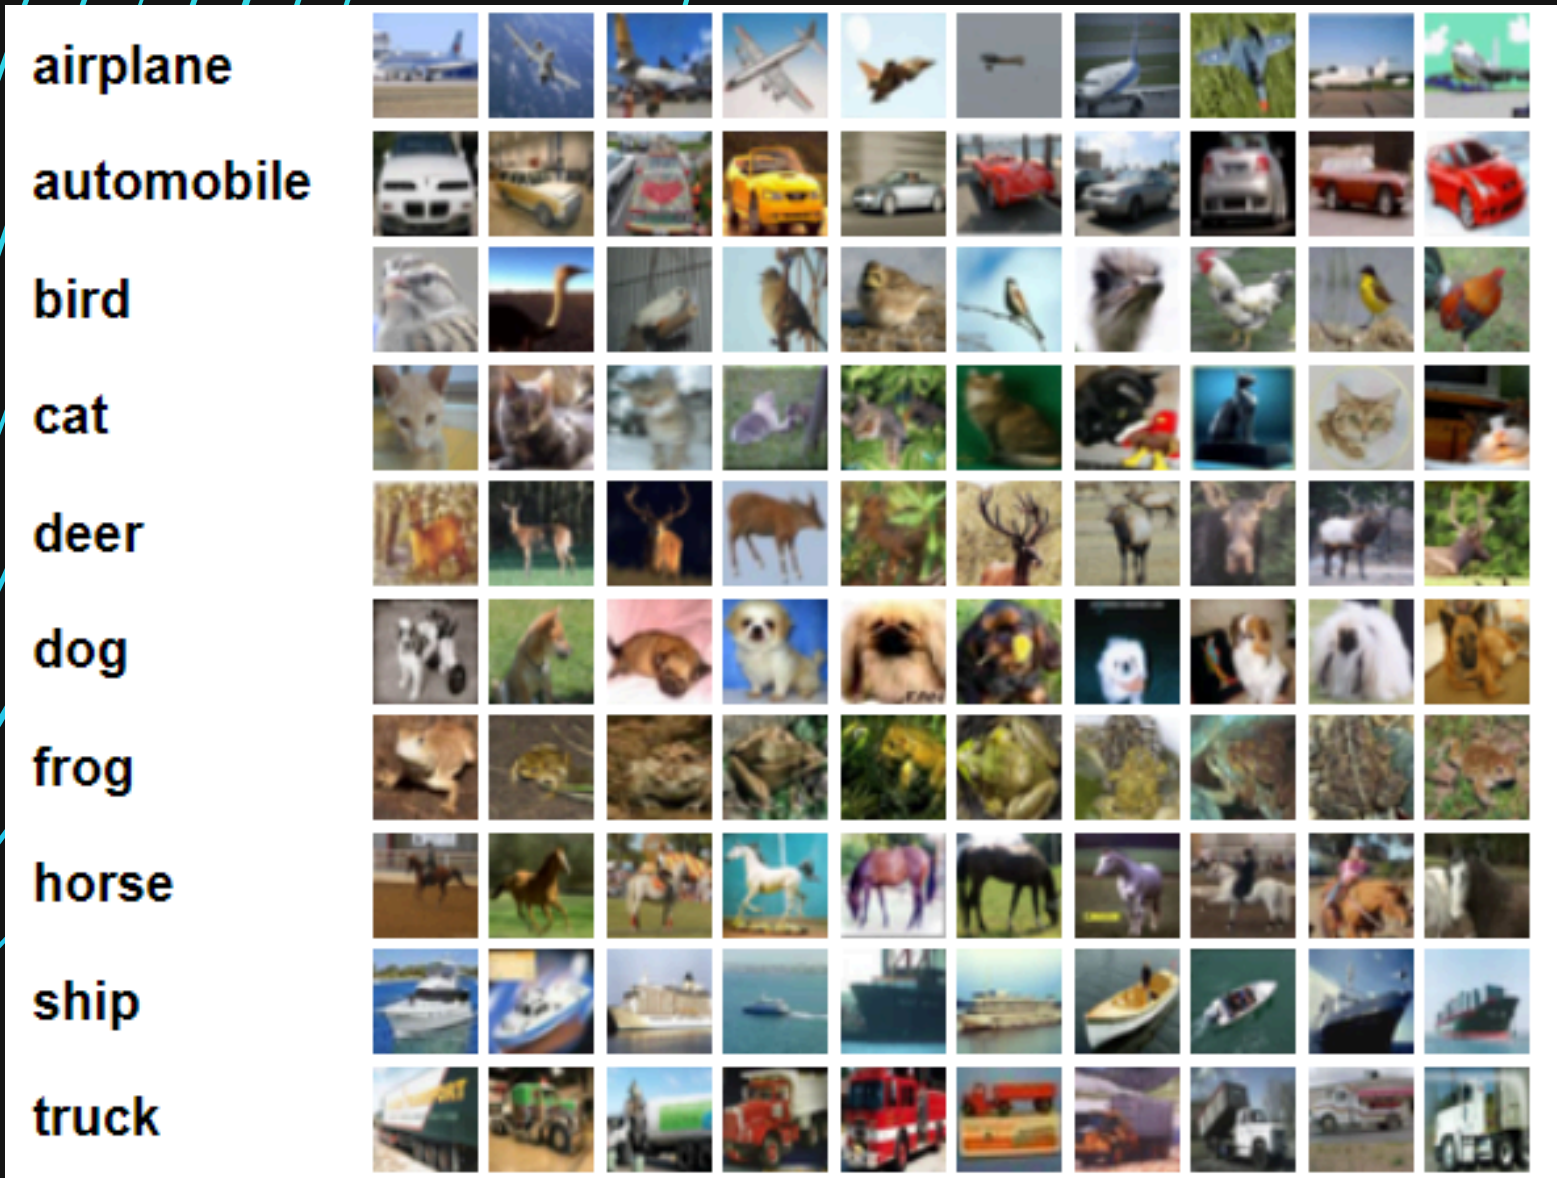 airplane
automobile
bird
cat
deer
dog
frog
horse
ship
truck